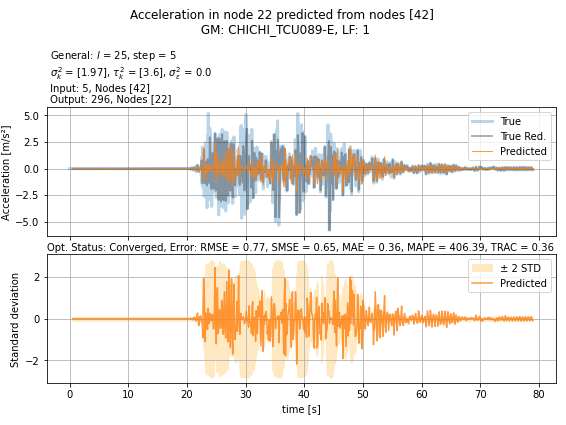 Acceleration in node 22 predicted from nodes [42]
GM: CHICHI_TCU089-E, LF: 1
General: l = 25, step = 5
σ²ₖ = [1.97], τ²ₖ = [3.6], σ²ε = 0.0
Input: 5, Nodes [42]
Output: 296, Nodes [22]
Acceleration [m/s²]
5.0
2.5
0.0
−2.5
−5.0
True
True Red.
Predicted
Opt. Status: Converged, Error: RMSE = 0.77, SMSE = 0.65, MAE = 0.36, MAPE = 406.39, TRAC = 0.36
Standard deviation
2
0
−2
± 2 STD
Predicted
0 10 20 30 40 50 60 70 80
time [s]